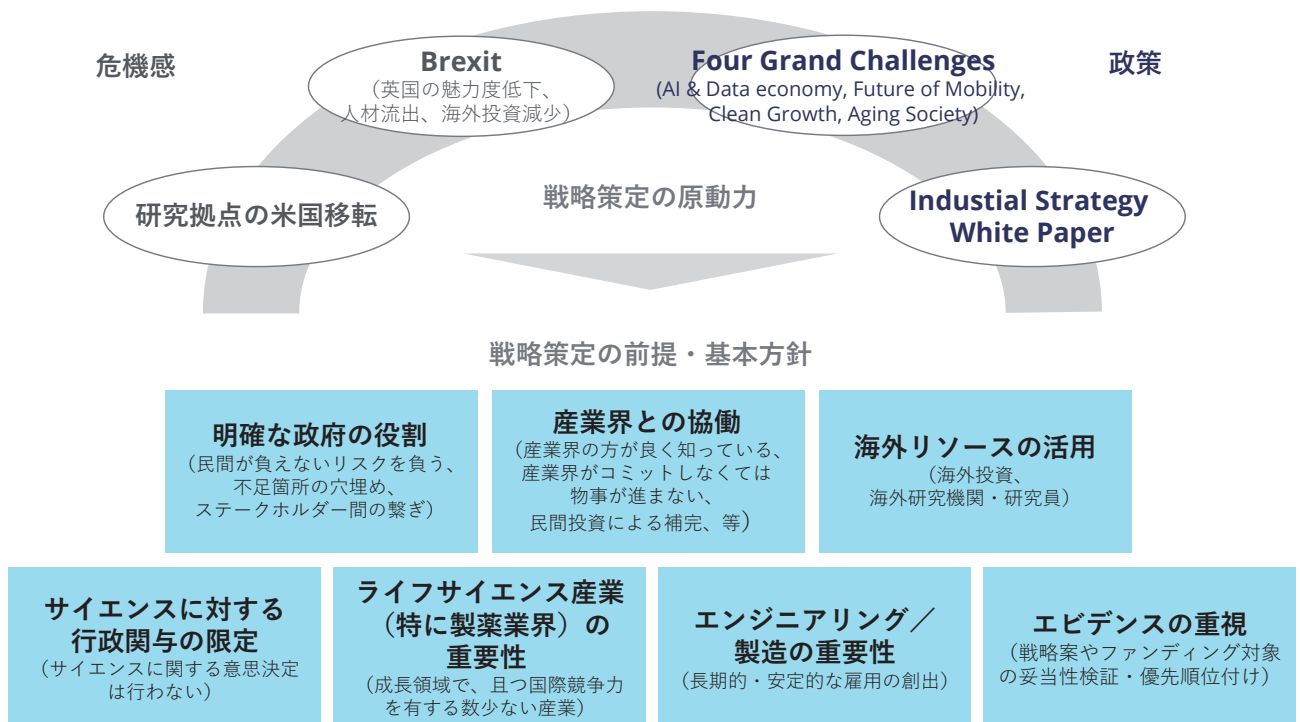 危機感
Brexit
（英国の魅力度低下、
人材流出、海外投資減少）
Four Grand Challenges
(AI & Data economy, Future of Mobility,
Clean Growth, Aging Society)
政策
研究拠点の米国移転
戦略策定の原動力
Industial Strategy
White Paper
戦略策定の前提・基本方針
明確な政府の役割
（民間が負えないリスクを負う、
不足箇所の穴埋め、
ステークホルダー間の繋ぎ）
産業界との協働
（産業界の方が良く知っている、
産業界がコミットしなくては
物事が進まない、
民間投資による補完、等）
海外リソースの活用
（海外投資、
海外研究機関・研究員）
サイエンスに対する
行政関与の限定
（サイエンスに関する意思決定
は行わない）
ライフサイエンス産業
（特に製薬業界）の
重要性
（成長領域で、且つ国際競争力
を有する数少ない産業）
エンジニアリング／
製造の重要性
（長期的・安定的な雇用の創出）
エビデンスの重視
（戦略案やファンディング対象
の妥当性検証・優先順位付け）